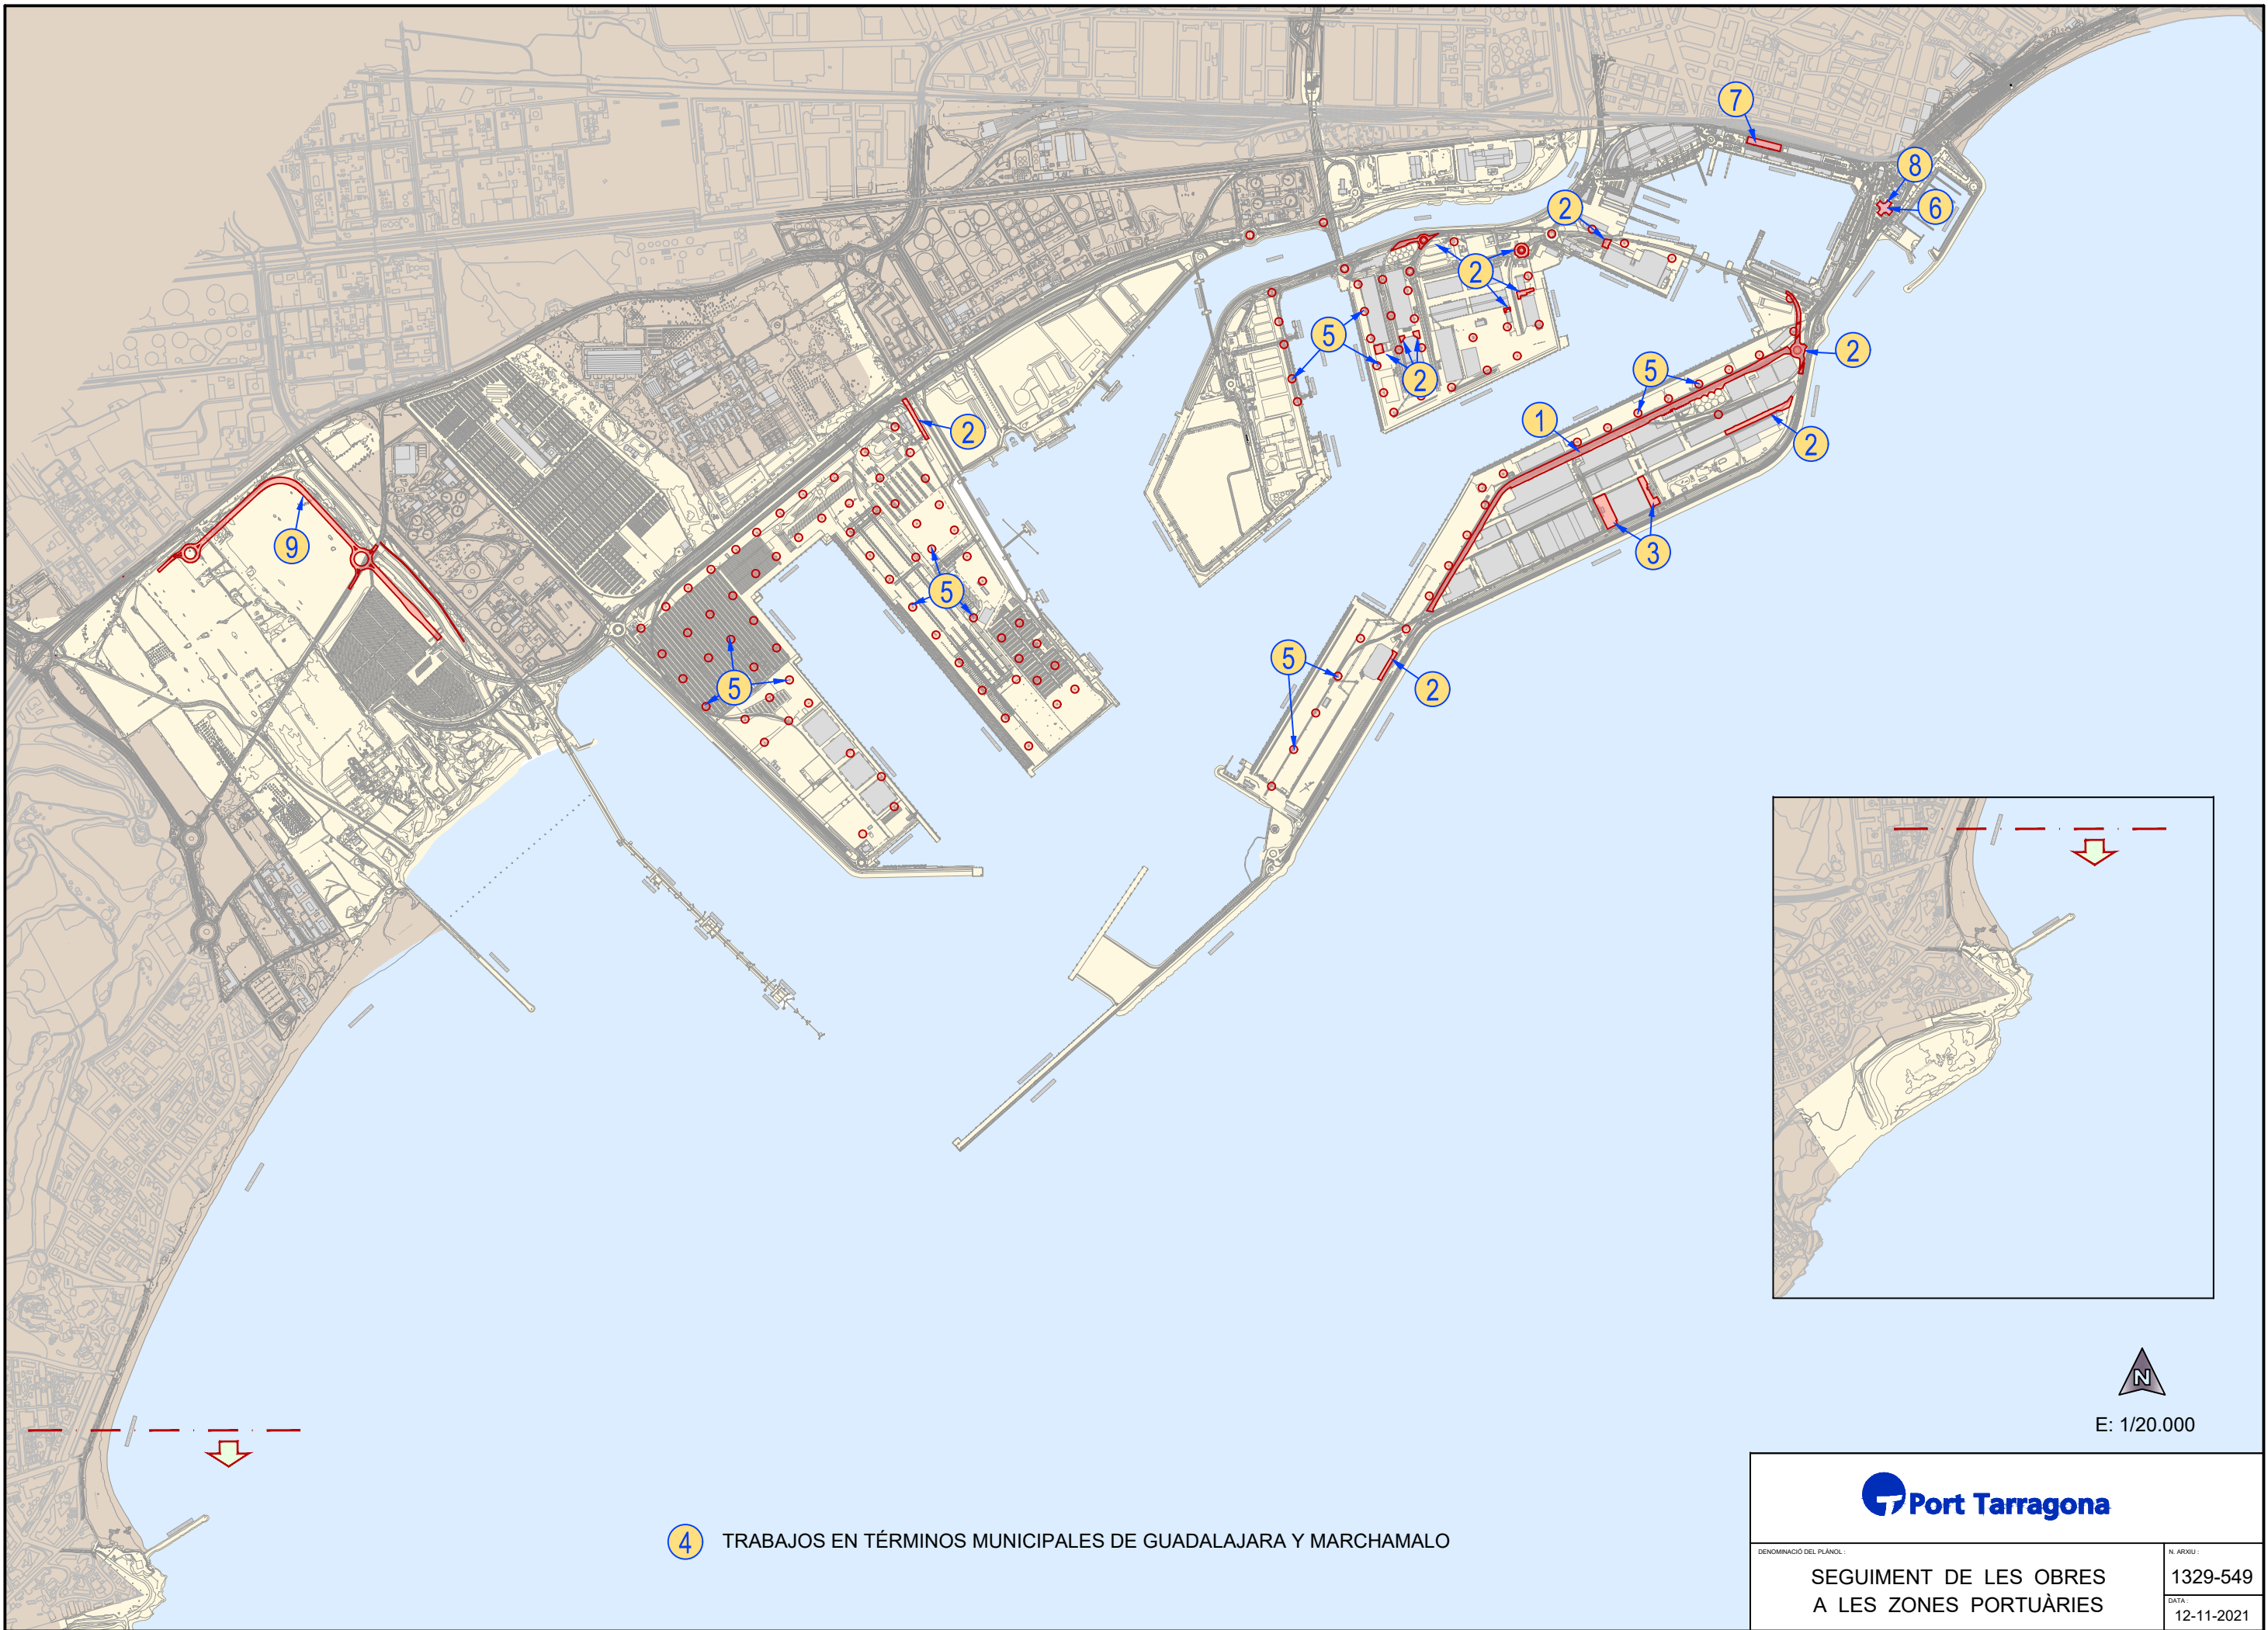 7
8
6
2
2
5
2
2
5
2
1
2
2
9
3
5
5
5
2
N
E: 1/20.000
Port Tarragona
4 TRABAJOS EN TÉRMINOS MUNICIPALES DE GUADALAJARA Y MARCHAMALO
DENOMINACIÓ DEL PLÀNOL :
SEGUIMENT DE LES OBRES
A LES ZONES PORTUÀRIES
N. ARXIU :
1329-549
DATA :
12-11-2021